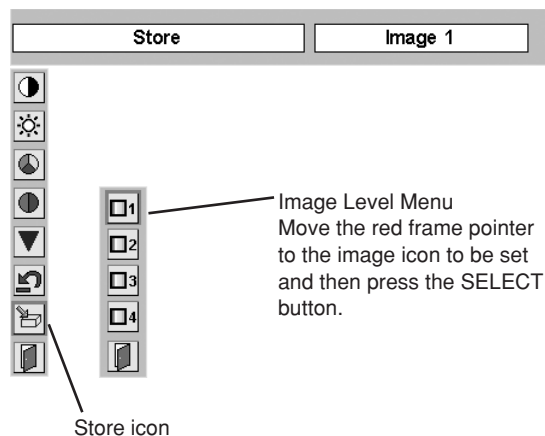 Store
Image 1
1
2
3
4
Image Level Menu
Move the red frame pointer
to the image icon to be set
and then press the SELECT
button.
Store icon